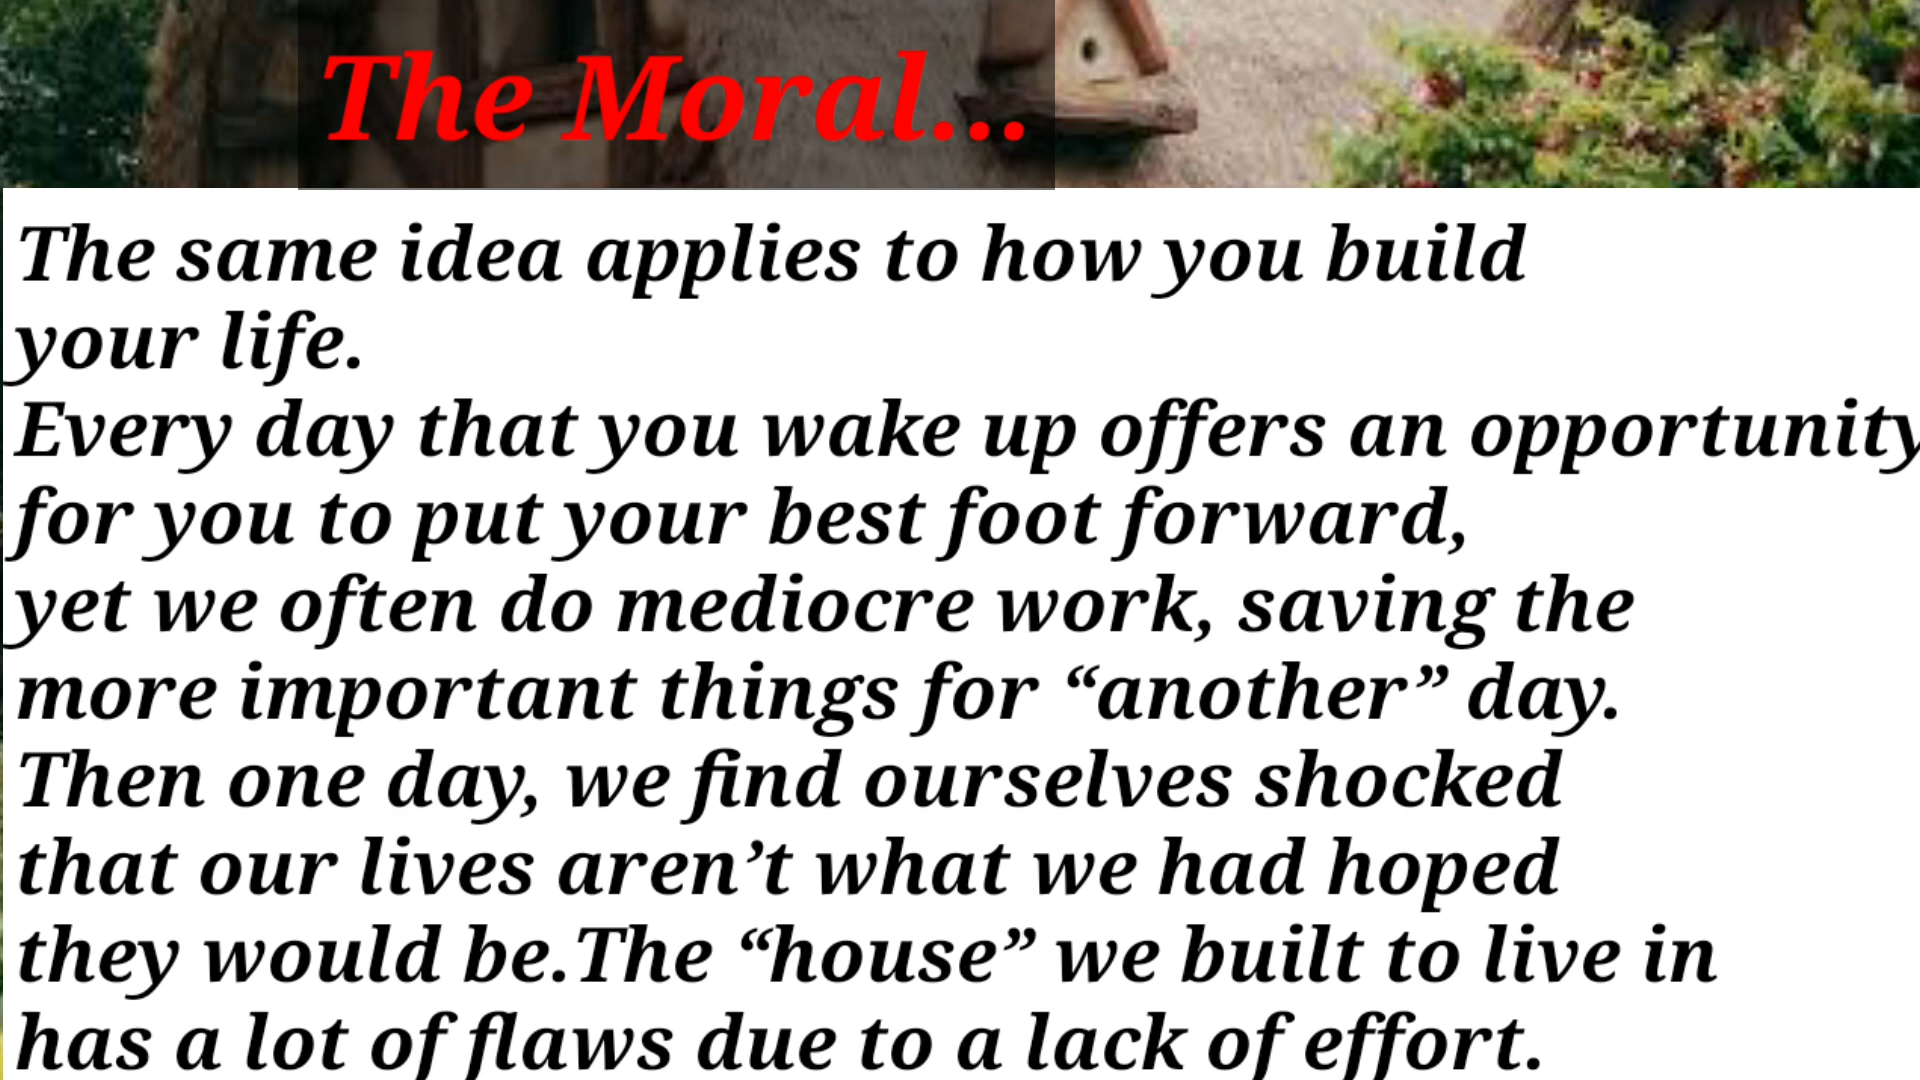 The Moral...
The same idea applies to how you build
your life.
Every day that you wake up offers an opportunity
for you to put your best foot forward,
yet we often do mediocre work, saving the
more important things for “another” day.
Then one day, we find ourselves shocked
that our lives aren’t what we had hoped
they would be.The “house” we built to live in
has a lot of flaws due to a lack of effort.